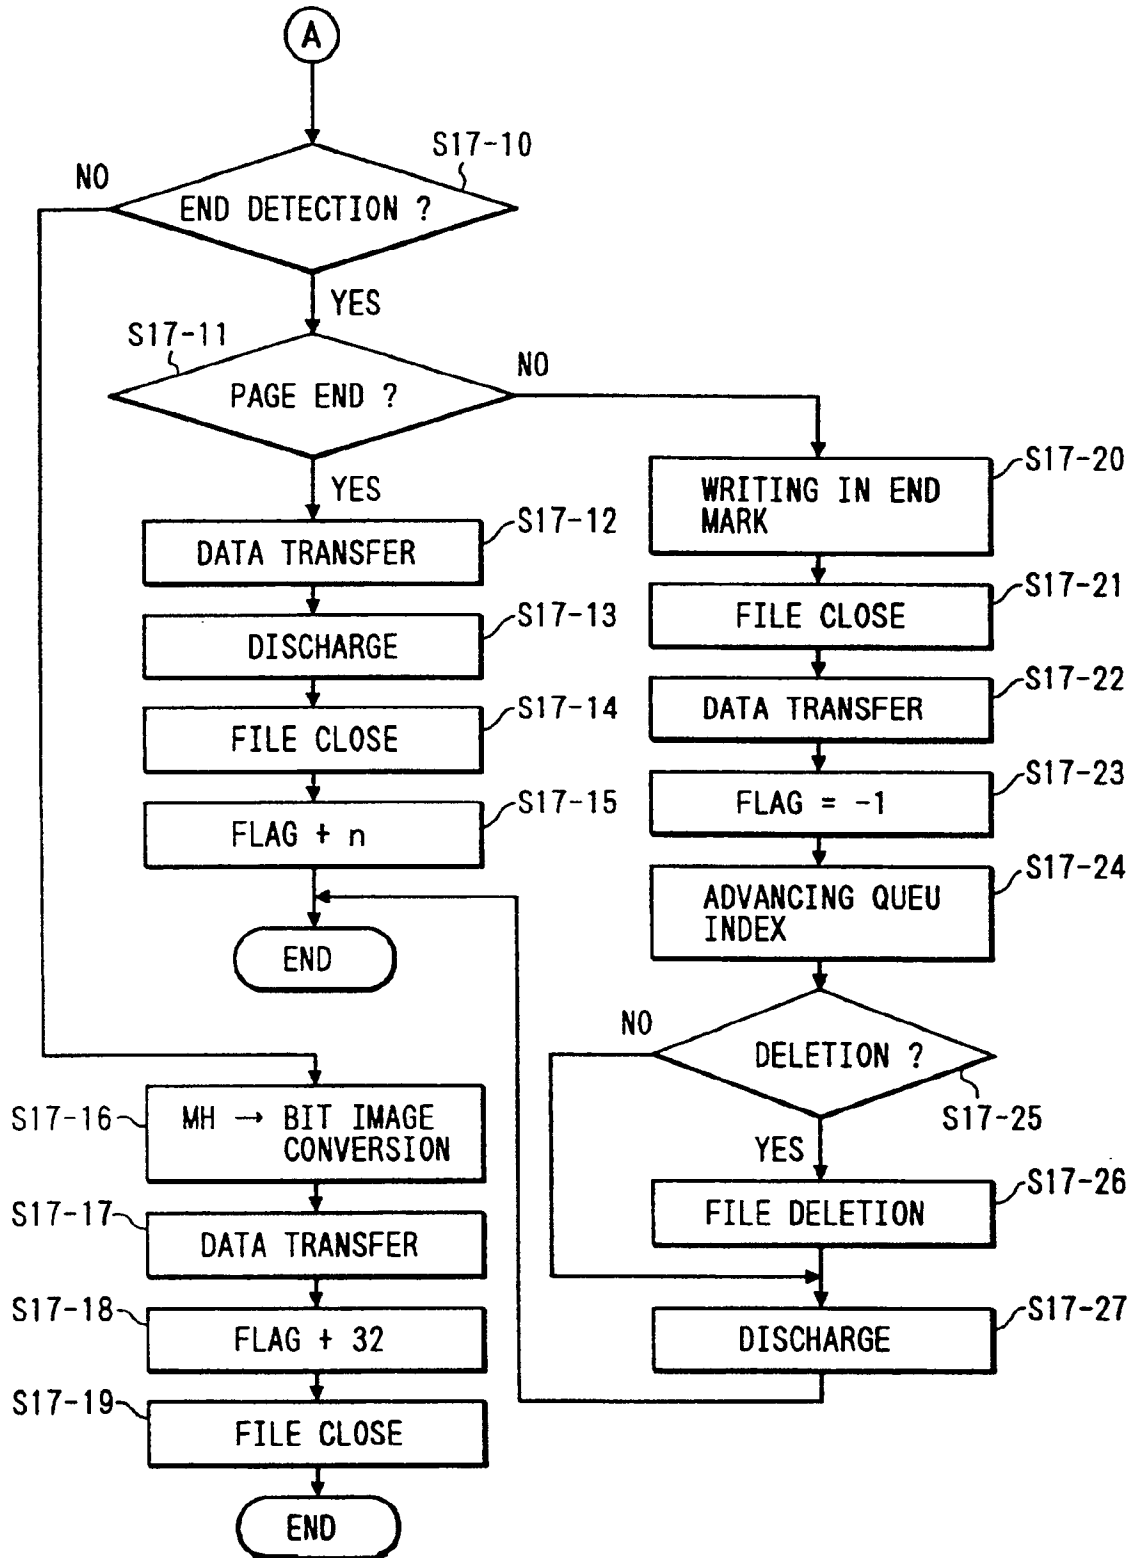 A
S17-10
NO
END DETECTION ?
YES
S17-11
NO
PAGE END ?
YES
S17-12
DATA TRANSFER
S17-13
DISCHARGE
S17-14
FILE CLOSE
S17-15
FLAG + n
END
S17-16
MH → BIT IMAGE
CONVERSION
S17-17
DATA TRANSFER
S17-18
FLAG + 32
S17-19
FILE CLOSE
END
S17-20
WRITING IN END
MARK
S17-21
FILE CLOSE
S17-22
DATA TRANSFER
S17-23
FLAG = -1
S17-24
ADVANCING QUEU
INDEX
NO
DELETION ?
S17-25
YES
S17-26
FILE DELETION
S17-27
DISCHARGE